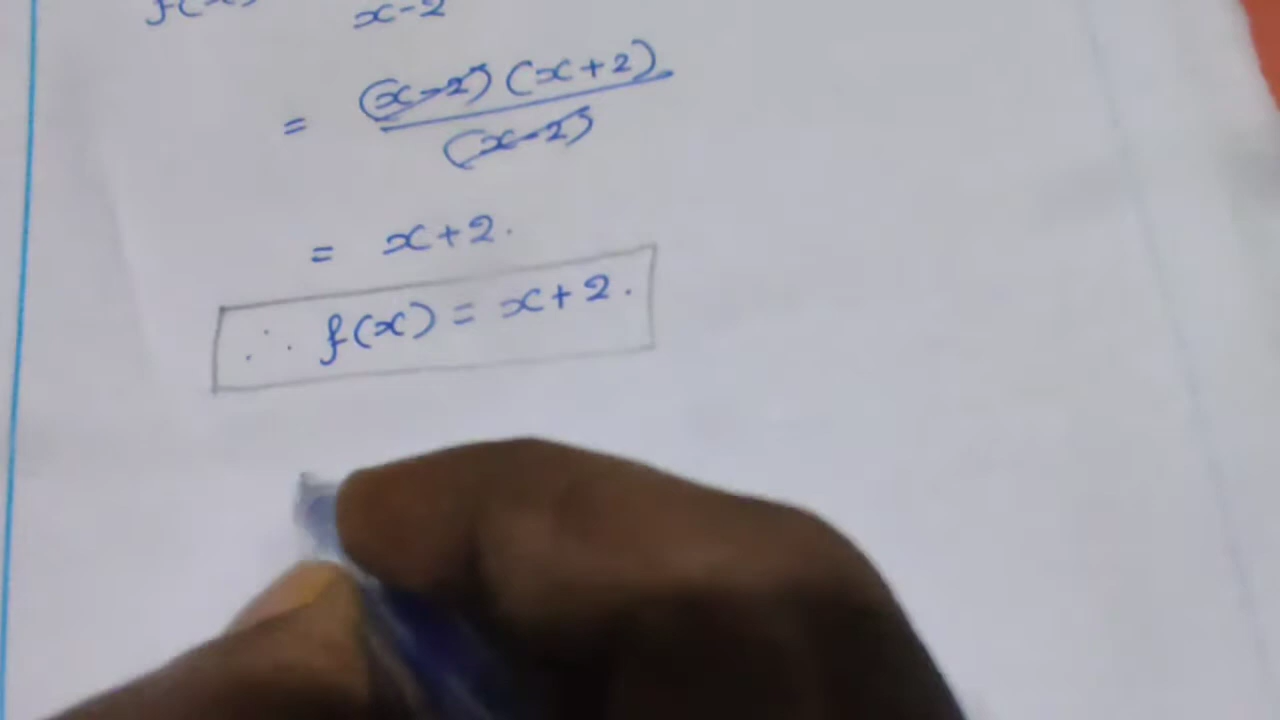 f(x) x-2
= (x-2)(x+2)
(x-2)
= x+2.
∴ f(x) = x+2.